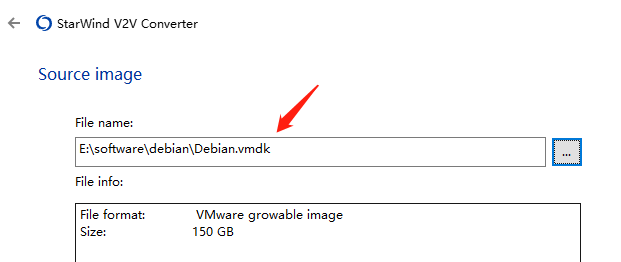 StarWind V2V Converter
Source image
File name:
E:\software\debian\Debian.vmdk
...
File info:
File format: VMware growable image
Size: 150 GB